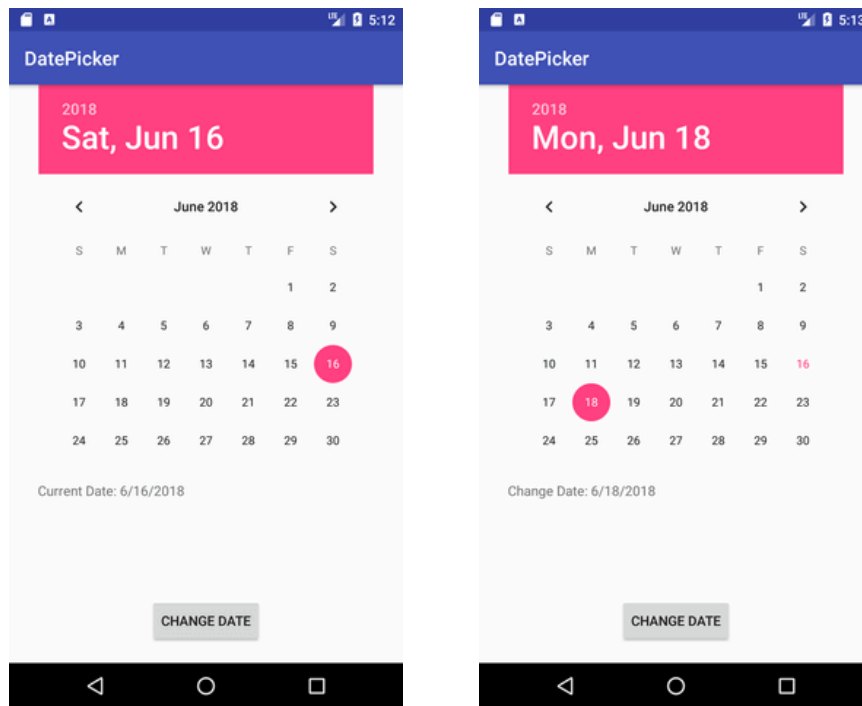 5:12
DatePicker
2018
Sat, Jun 16
June 2018
S M T W T F S
1 2
3 4 5 6 7 8 9
10 11 12 13 14 15 16
17 18 19 20 21 22 23
24 25 26 27 28 29 30
Current Date: 6/16/2018
CHANGE DATE
5:13
DatePicker
2018
Mon, Jun 18
June 2018
S M T W T F S
1 2
3 4 5 6 7 8 9
10 11 12 13 14 15 16
17 18 19 20 21 22 23
24 25 26 27 28 29 30
Change Date: 6/18/2018
CHANGE DATE